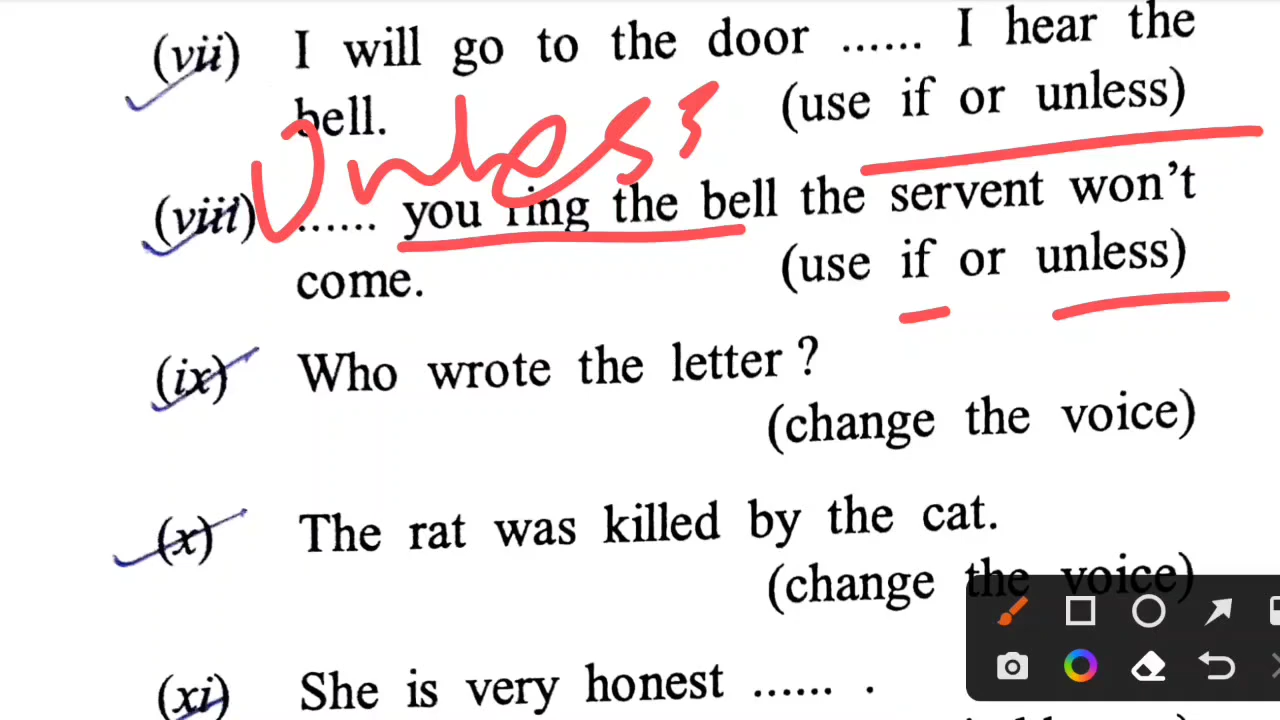 (vii) I will go to the door ...... I hear the
bell. (use if or unless)
Unless
(viii) ...... you ring the bell the servent won't
come. (use if or unless)
(ix) Who wrote the letter ?
(change the voice)
(x) The rat was killed by the cat.
(change the voice)
(xi) She is very honest ...... .